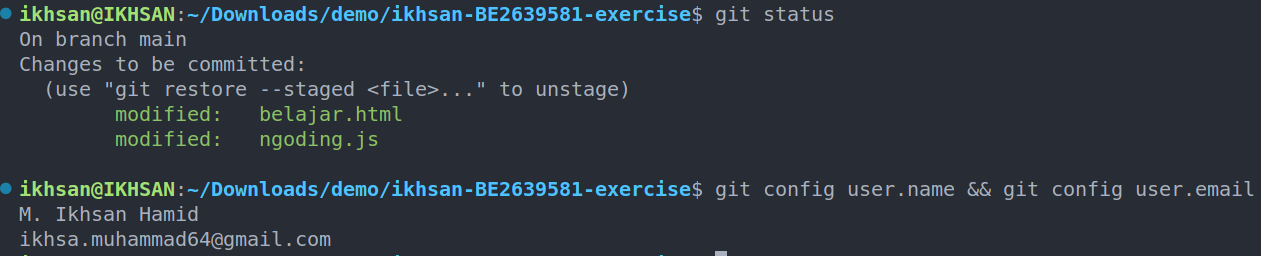 ikhsan@IKHSAN:~/Downloads/demo/ikhsan-BE2639581-exercise$ git status
On branch main
Changes to be committed:
  (use "git restore --staged <file>..." to unstage)
        modified:   belajar.html
        modified:   ngoding.js

ikhsan@IKHSAN:~/Downloads/demo/ikhsan-BE2639581-exercise$ git config user.name && git config user.email
M. Ikhsan Hamid
ikhsa.muhammad64@gmail.com